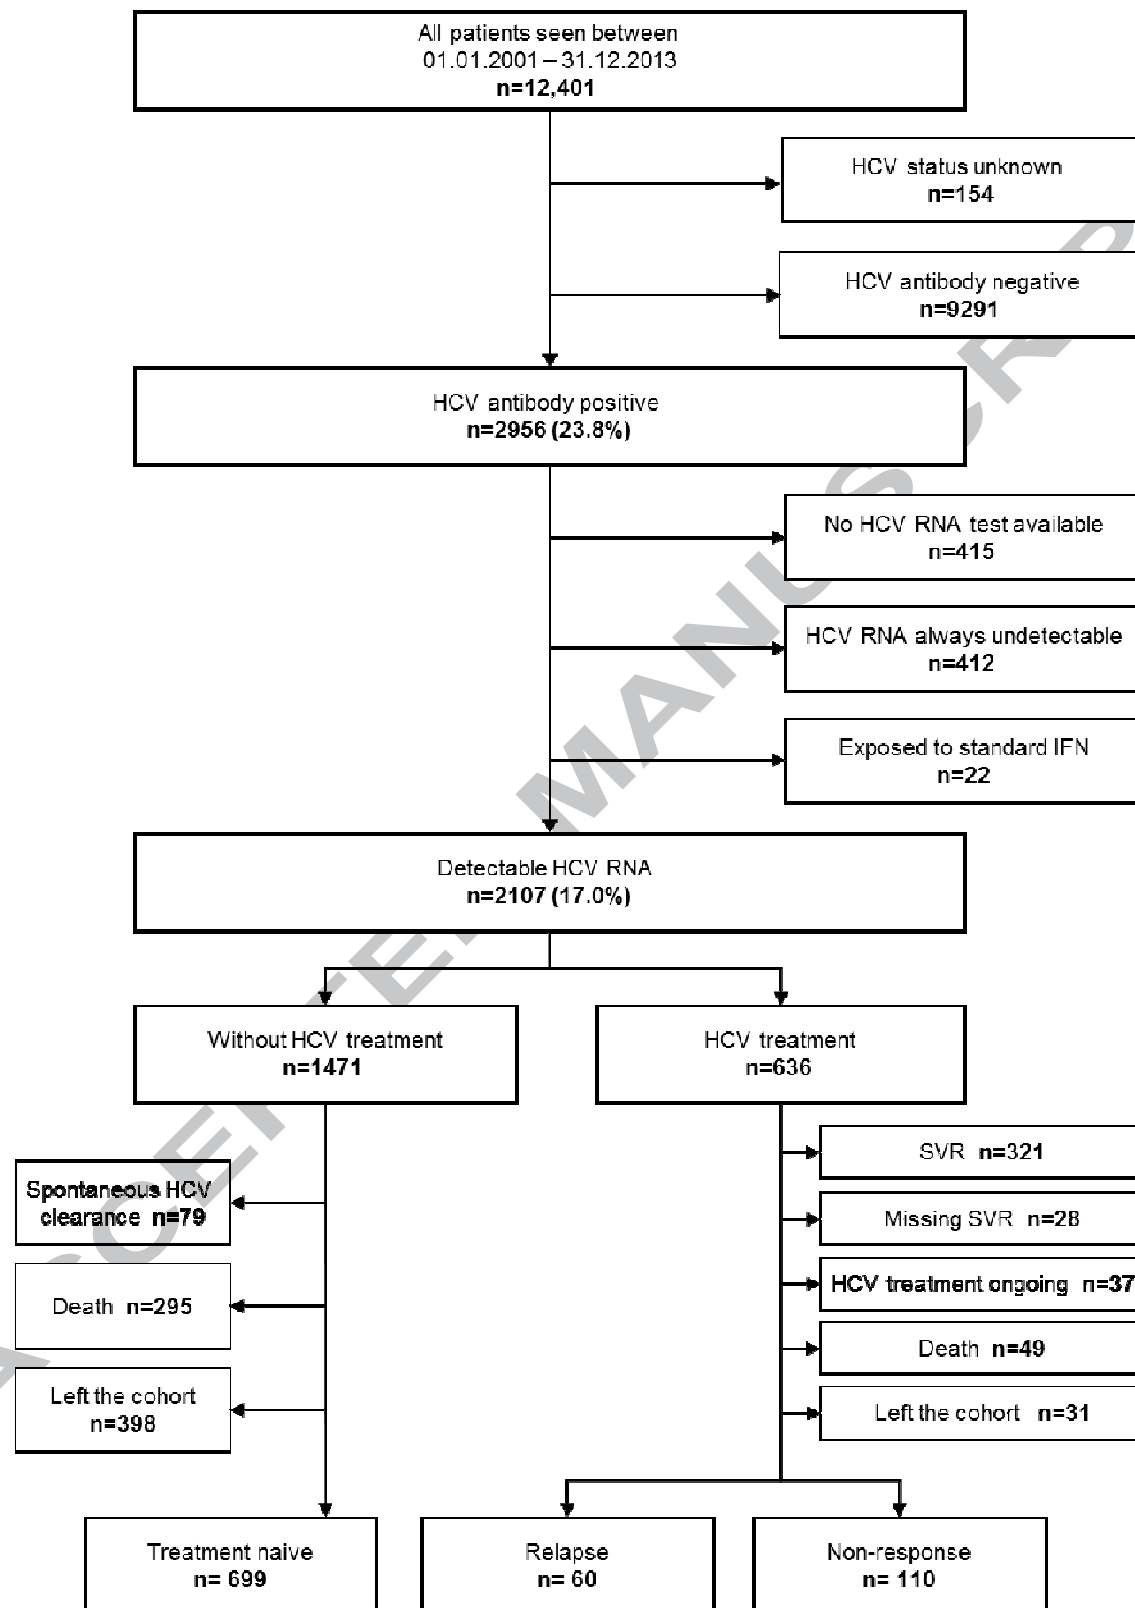 All patients seen between
01.01.2001 – 31.12.2013
n=12,401
HCV status unknown
n=154
HCV antibody negative
n=9291
HCV antibody positive
n=2956 (23.8%)
No HCV RNA test available
n=415
HCV RNA always undetectable
n=412
Exposed to standard IFN
n=22
Detectable HCV RNA
n=2107 (17.0%)
Without HCV treatment
n=1471
HCV treatment
n=636
SVR n=321
Missing SVR n=28
HCV treatment ongoing n=37
Death n=49
Left the cohort n=31
Spontaneous HCV
clearance n=79
Death n=295
Left the cohort
n=398
Treatment naive
n= 699
Relapse
n= 60
Non-response
n= 110